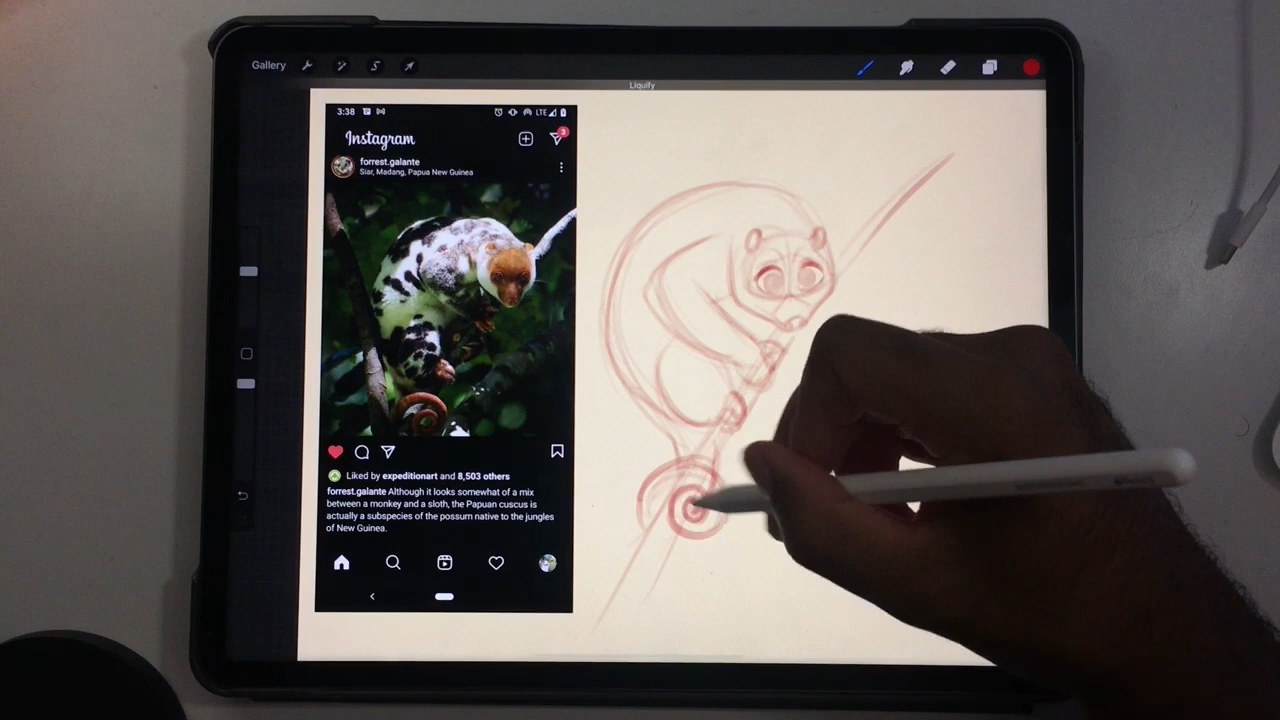 Gallery
Liquify
3:38
LTE
Instagram
3
forrest.galante
Siar, Madang, Papua New Guinea
Liked by expeditionart and 8,503 others
forrest.galante Although it looks somewhat of a mix
between a monkey and a sloth, the Papuan cuscus is
actually a subspecies of the possum native to the jungles
of New Guinea.